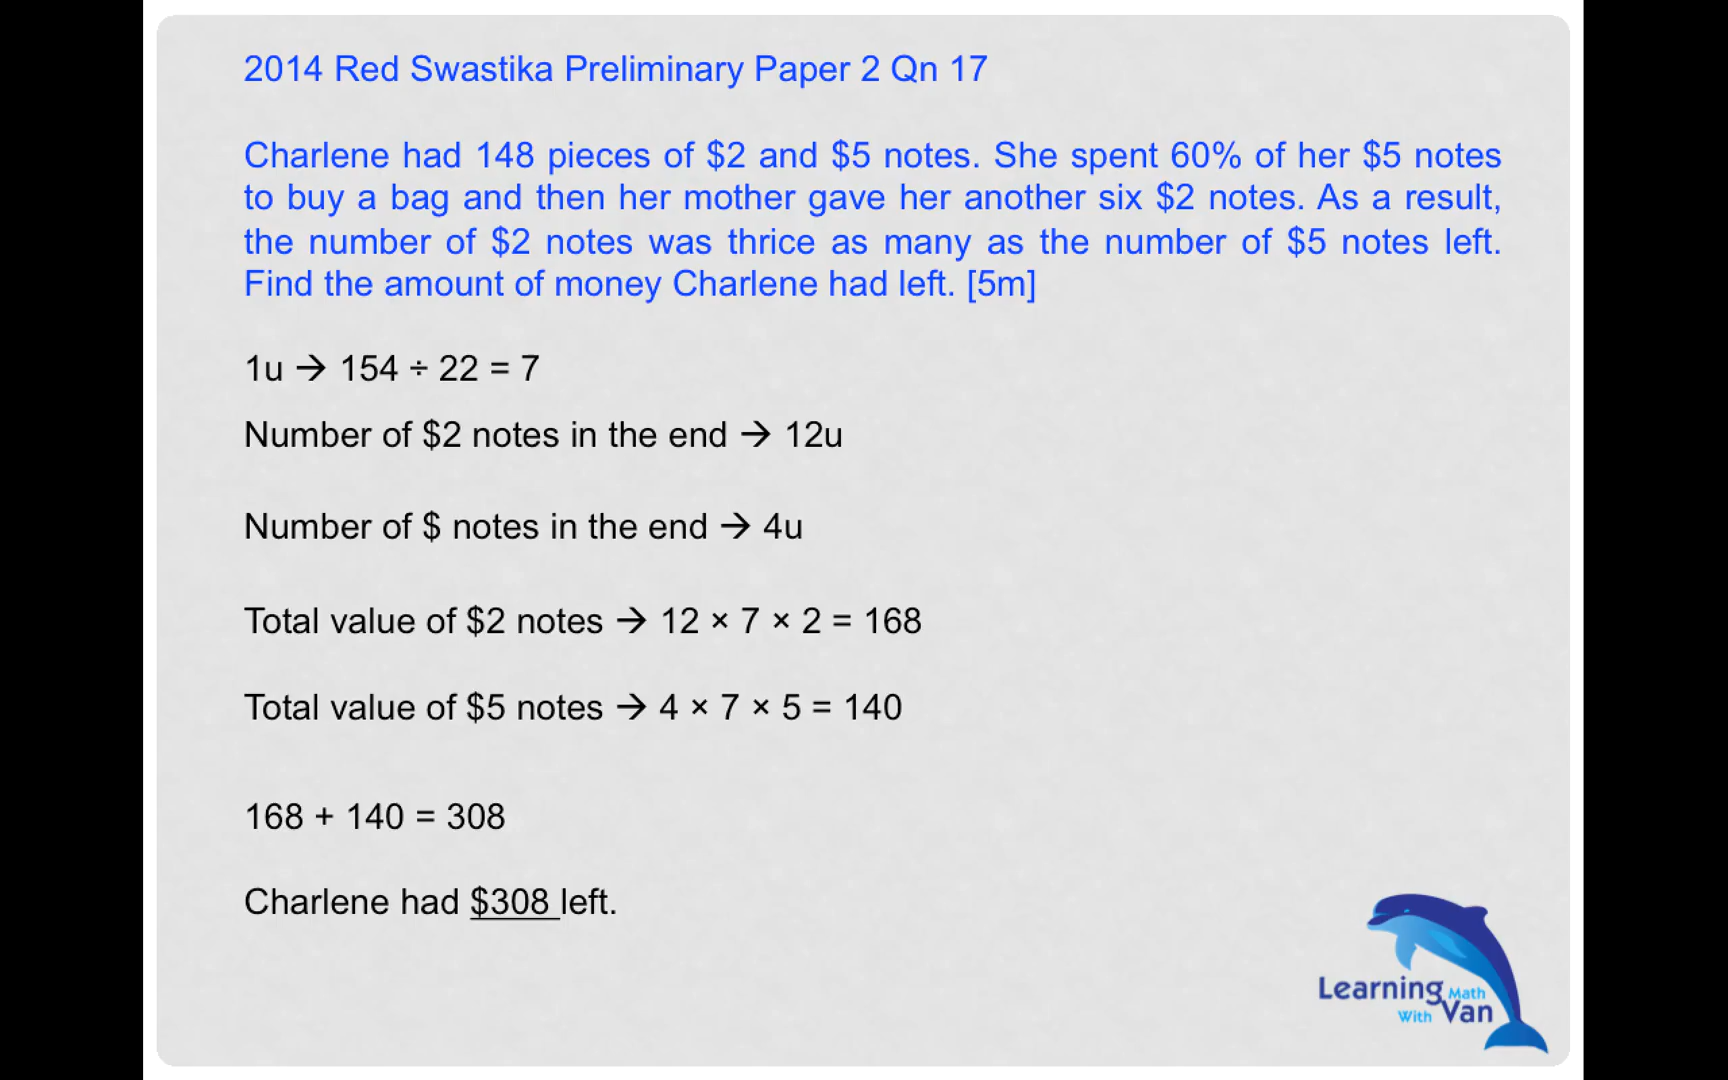 2014 Red Swastika Preliminary Paper 2 Qn 17
Charlene had 148 pieces of $2 and $5 notes. She spent 60% of her $5 notes
to buy a bag and then her mother gave her another six $2 notes. As a result,
the number of $2 notes was thrice as many as the number of $5 notes left.
Find the amount of money Charlene had left. [5m]
1u → 154 ÷ 22 = 7
Number of $2 notes in the end → 12u
Number of $ notes in the end → 4u
Total value of $2 notes → 12 × 7 × 2 = 168
Total value of $5 notes → 4 × 7 × 5 = 140
168 + 140 = 308
Charlene had $308 left.
Learning Math
With Van